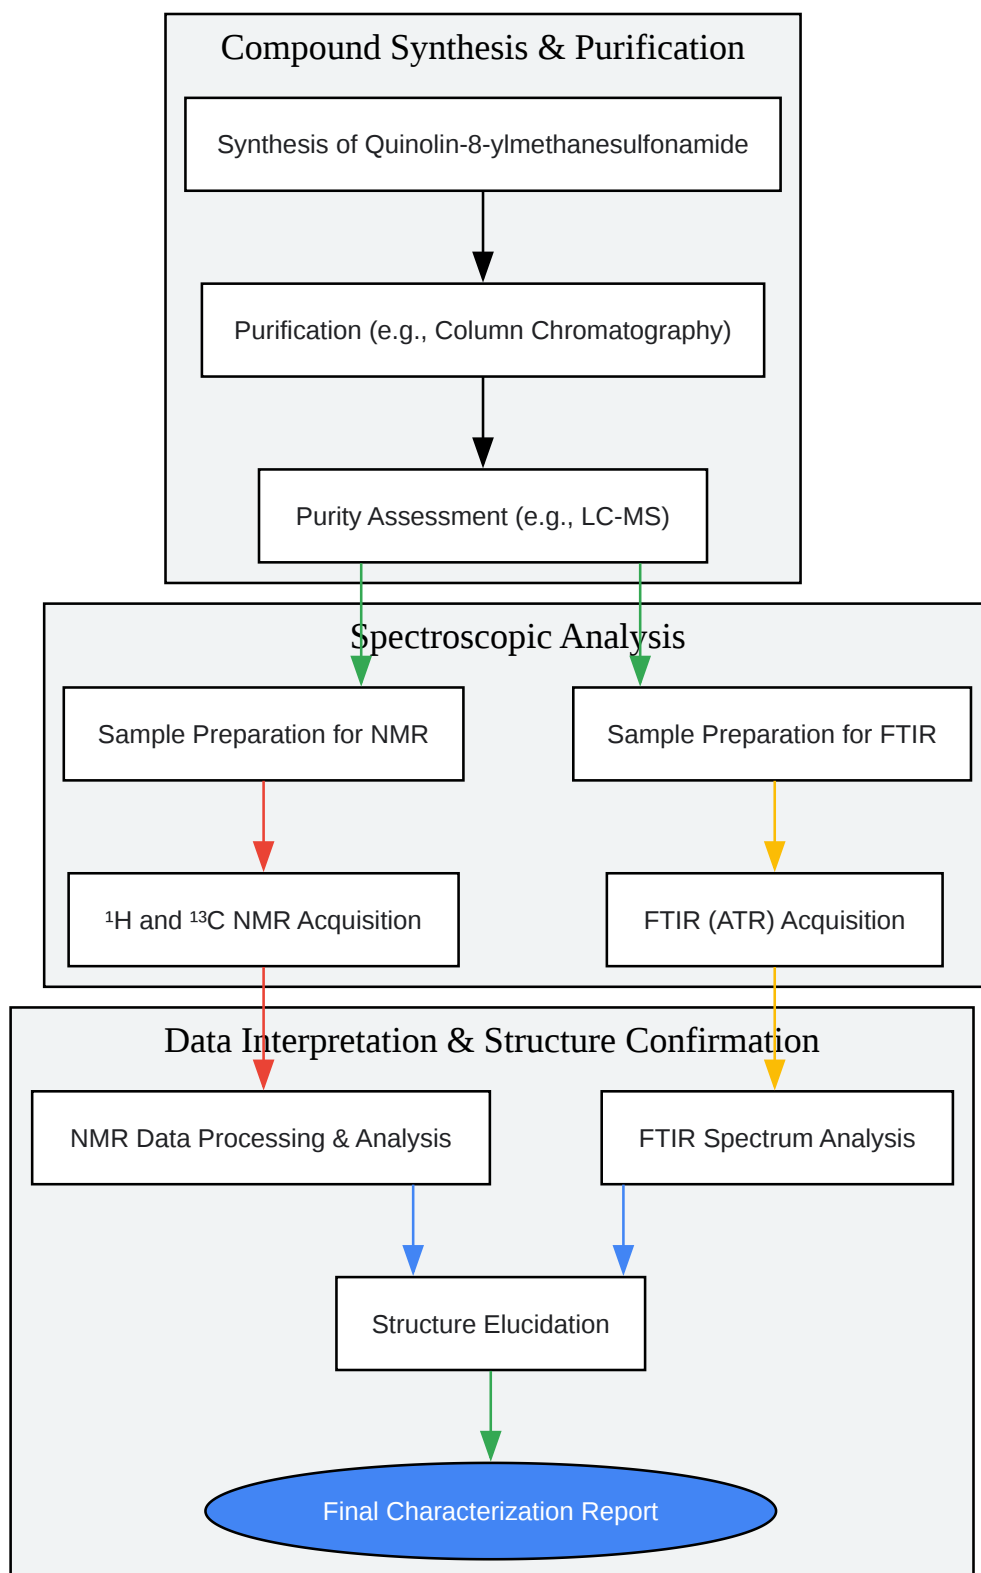 Compound Synthesis & Purification
Synthesis of Quinolin-8-ylmethanesulfonamide
Purification (e.g., Column Chromatography)
Purity Assessment (e.g., LC-MS)
Spectroscopic Analysis
Sample Preparation for NMR
Sample Preparation for FTIR
¹H and ¹³C NMR Acquisition
FTIR (ATR) Acquisition
Data Interpretation & Structure Confirmation
NMR Data Processing & Analysis
FTIR Spectrum Analysis
Structure Elucidation
Final Characterization Report